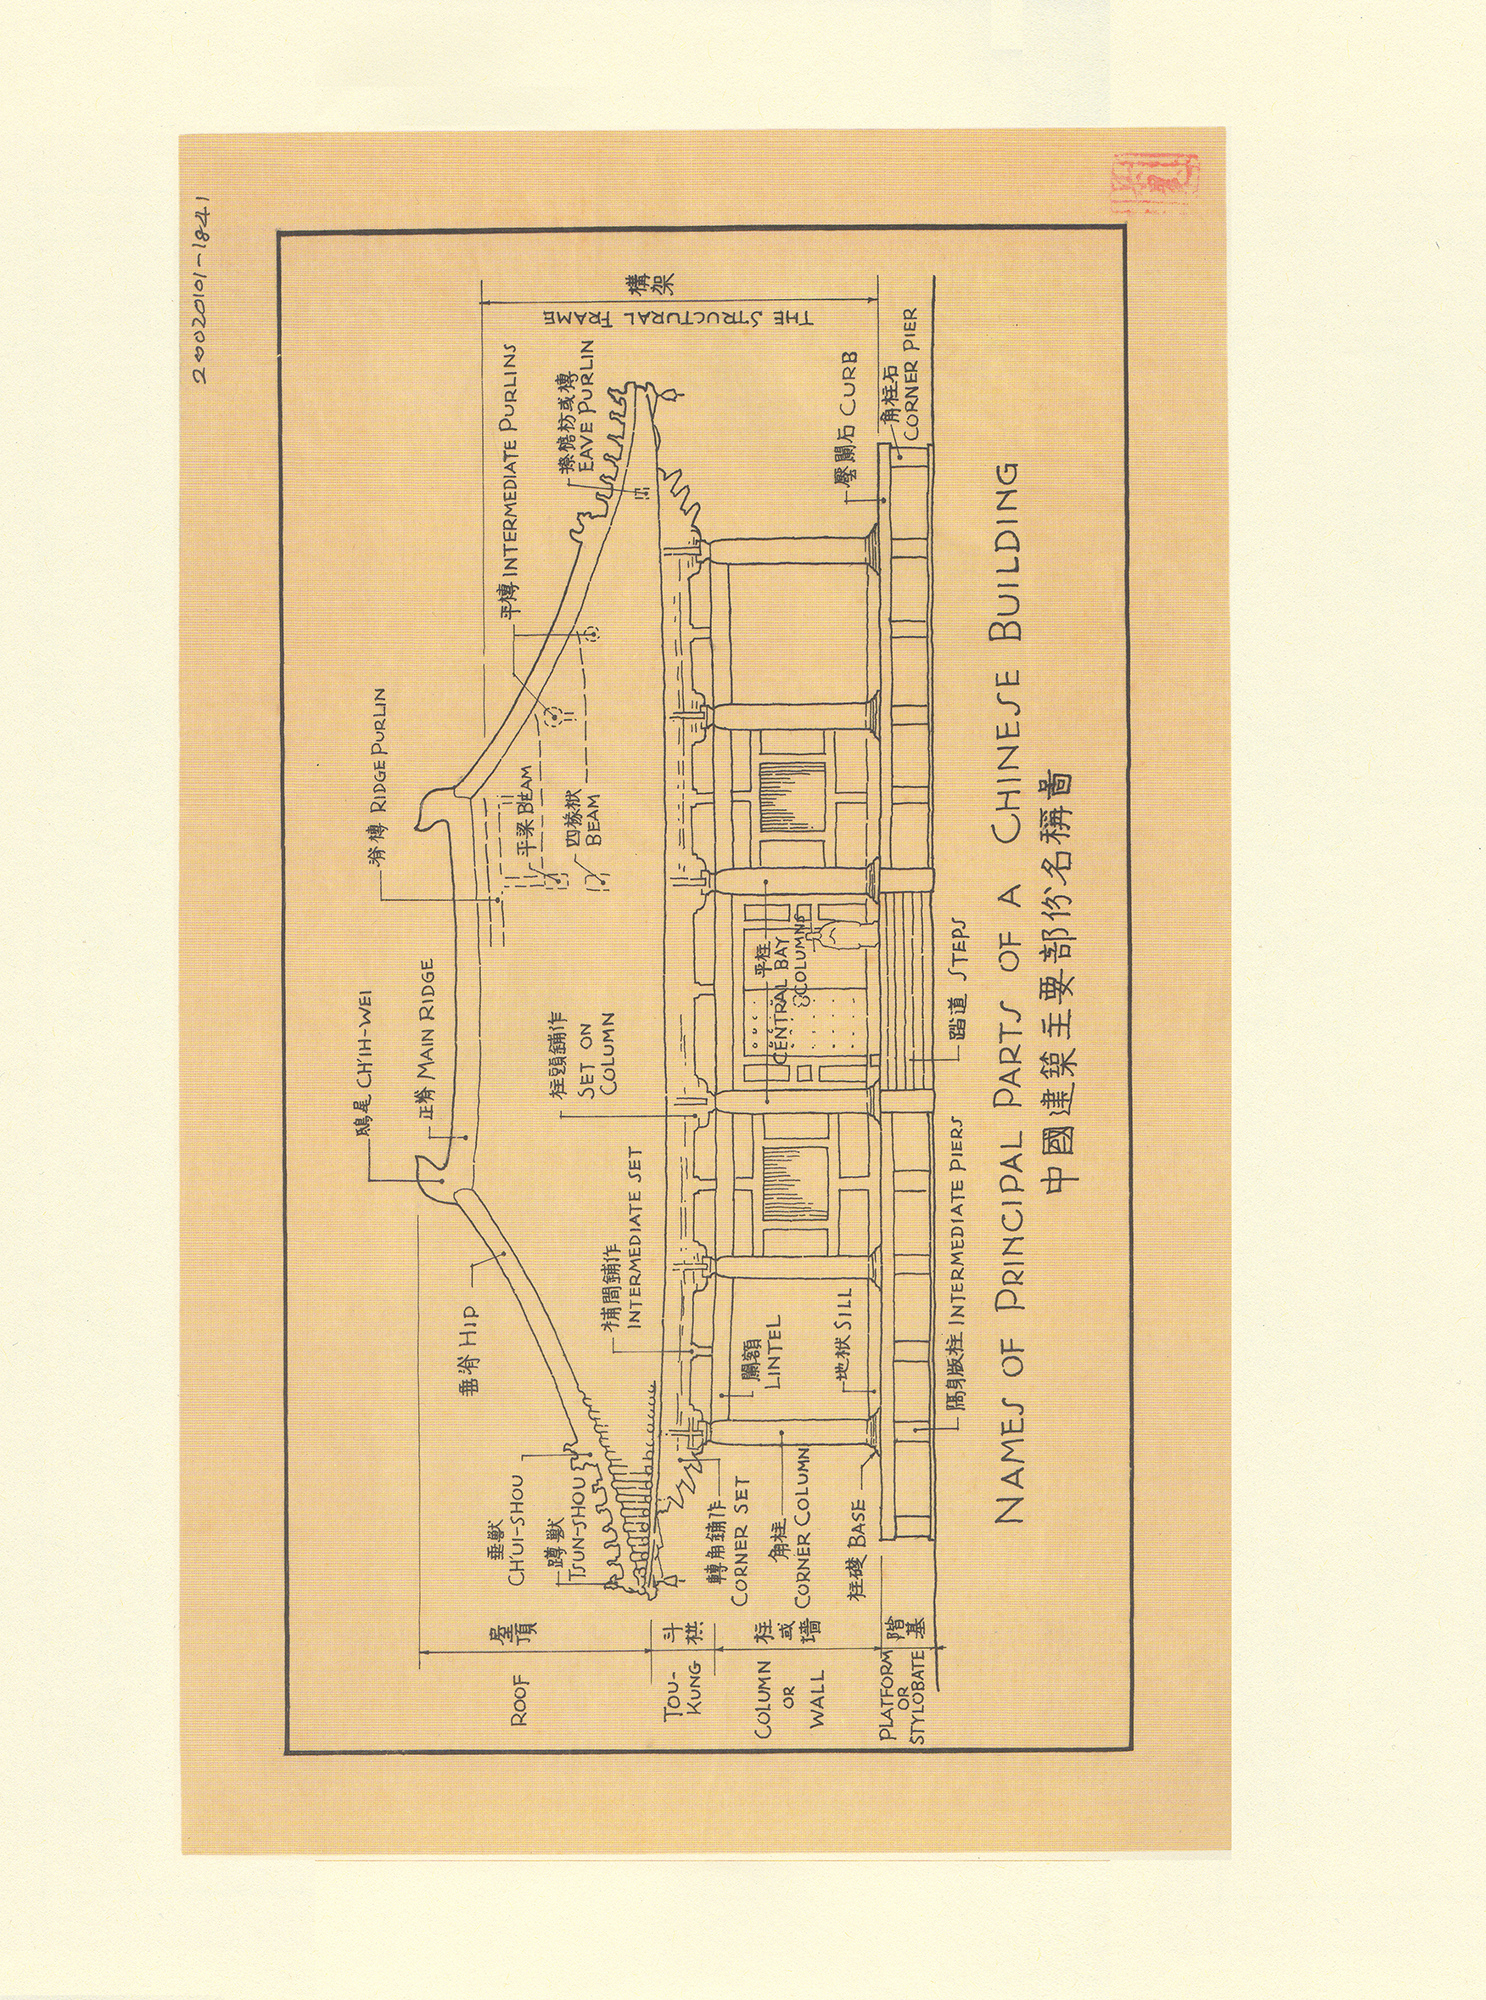 20020101-1841
鴟尾 CH'IH-WEI
正脊 MAIN RIDGE
脊槫 RIDGE PURLIN
平槫 INTERMEDIATE PURLINS
撩檐枋或槫
EAVE PURLIN
平梁 BEAM
四椽栿
BEAM
垂脊 HIP
垂獸
CH'UI-SHOU
蹲獸
TSUN-SHOU
柱頭鋪作
SET ON
COLUMN
補間鋪作
INTERMEDIATE SET
轉角鋪作
CORNER SET
角柱
CORNER COLUMN
柱礎 BASE
闌額
LINTEL
地栿 SILL
平柱
CENTRAL BAY
COLUMNS
壓闌石 CURB
角柱石
CORNER PIER
隔身版柱 INTERMEDIATE PIERS
踏道 STEPS
屋頂
ROOF
斗栱
TOU-
KUNG
柱或墻
COLUMN
OR
WALL
階基
PLATFORM
OR
STYLOBATE
構架
THE STRUCTURAL FRAME
NAMES OF PRINCIPAL PARTS OF A CHINESE BUILDING
中國建築主要部份名稱圖